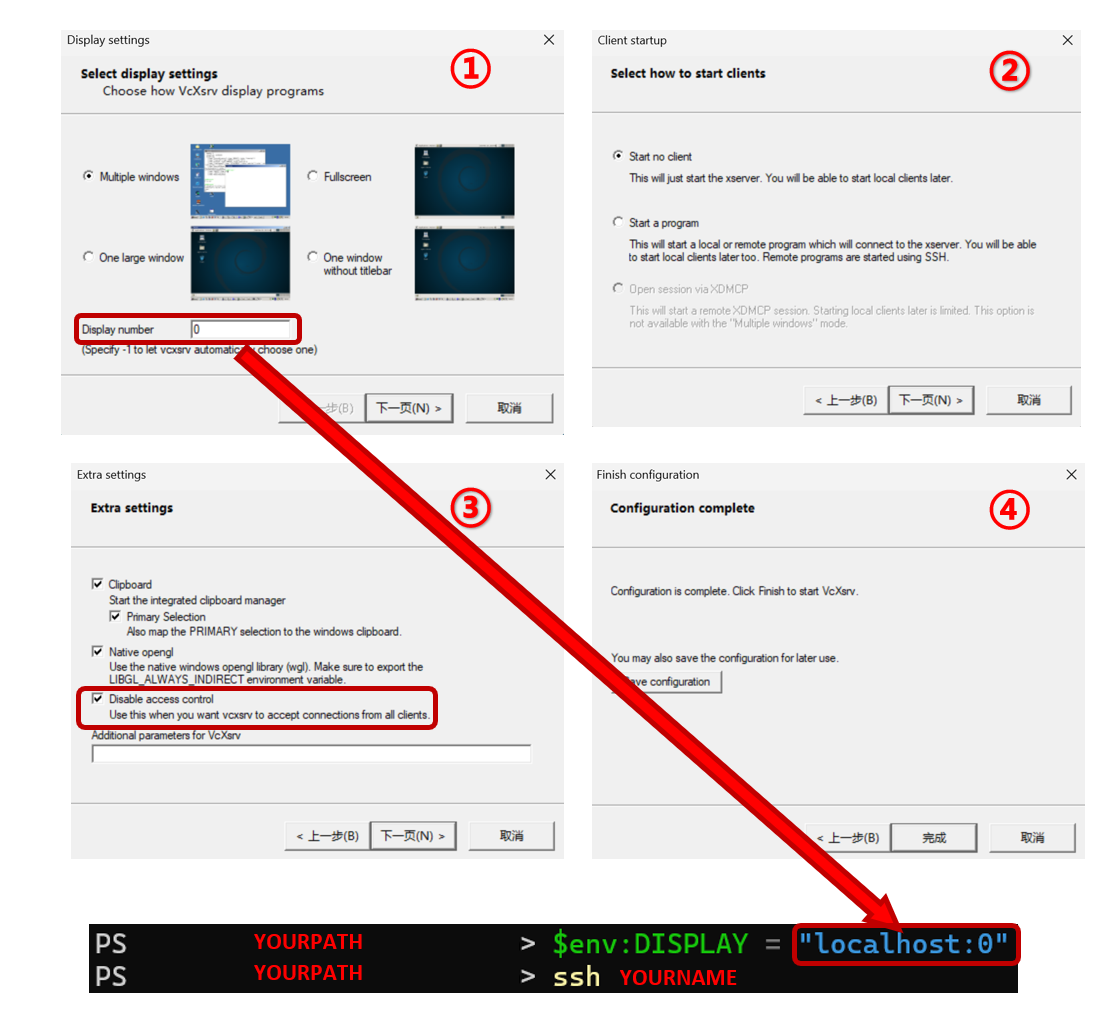 Display settings
①
Select display settings
Choose how VcXsrv display programs
Multiple windows
Fullscreen
One large window
One window
without titlebar
Display number
0
(Specify -1 to let vcxsrv automatically choose one)
步(B)
下一页(N) >
取消
Client startup
②
Select how to start clients
Start no client
This will just start the xserver. You will be able to start local clients later.
Start a program
This will start a local or remote program which will connect to the xserver. You will be able
to start local clients later too. Remote programs are started using SSH.
Open session via XDMCP
This will start a remote XDMCP session. Starting local clients later is limited. This option is
not available with the "Multiple windows" mode.
< 上一步(B)
下一页(N) >
取消
Extra settings
③
Extra settings
Clipboard
Start the integrated clipboard manager
Primary Selection
Also map the PRIMARY selection to the windows clipboard.
Native opengl
Use the native windows opengl library (wgl). Make sure to export the
LIBGL_ALWAYS_INDIRECT environment variable.
Disable access control
Use this when you want vcxsrv to accept connections from all clients.
Additional parameters for VcXsrv
< 上一步(B)
下一页(N) >
取消
Finish configuration
④
Configuration complete
Configuration is complete. Click Finish to start VcXsrv.
You may also save the configuration for later use.
Save configuration
< 上一步(B)
完成
取消
PS YOURPATH > $env:DISPLAY = "localhost:0"
PS YOURPATH > ssh YOURNAME